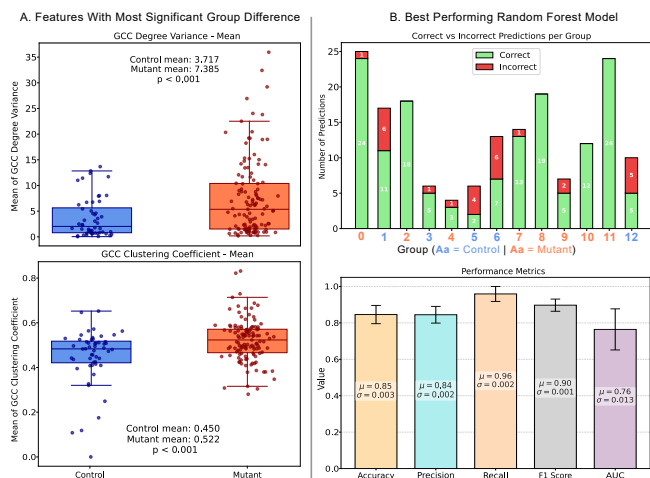 A. Features With Most Significant Group Difference
GCC Degree Variance - Mean
Control mean: 3.717
Mutant mean: 7.385
p < 0,001
Mean of GCC Degree Variance
35
30
25
20
15
10
5
0
GCC Clustering Coefficient - Mean
Mean of GCC Clustering Coefficient
0.8
0.6
0.4
0.2
0.0
Control mean: 0.450
Mutant mean: 0.522
p < 0.001
Control
Mutant
B. Best Performing Random Forest Model
Correct vs Incorrect Predictions per Group
Correct
Incorrect
Number of Predictions
25
20
15
10
5
0
1
24
6
11
18
1
5
1
3
4
2
6
7
1
13
19
2
5
12
24
5
5
0 1 2 3 4 5 6 7 8 9 10 11 12
Group (Aa = Control | Aa = Mutant)
Performance Metrics
Value
1.0
0.8
0.6
0.4
0.2
0.0
μ = 0.85
σ = 0.003
μ = 0,84
σ = 0,002
μ = 0.96
σ = 0.002
μ = 0.90
σ = 0.001
μ = 0.76
σ = 0.013
Accuracy
Precision
Recall
F1 Score
AUC